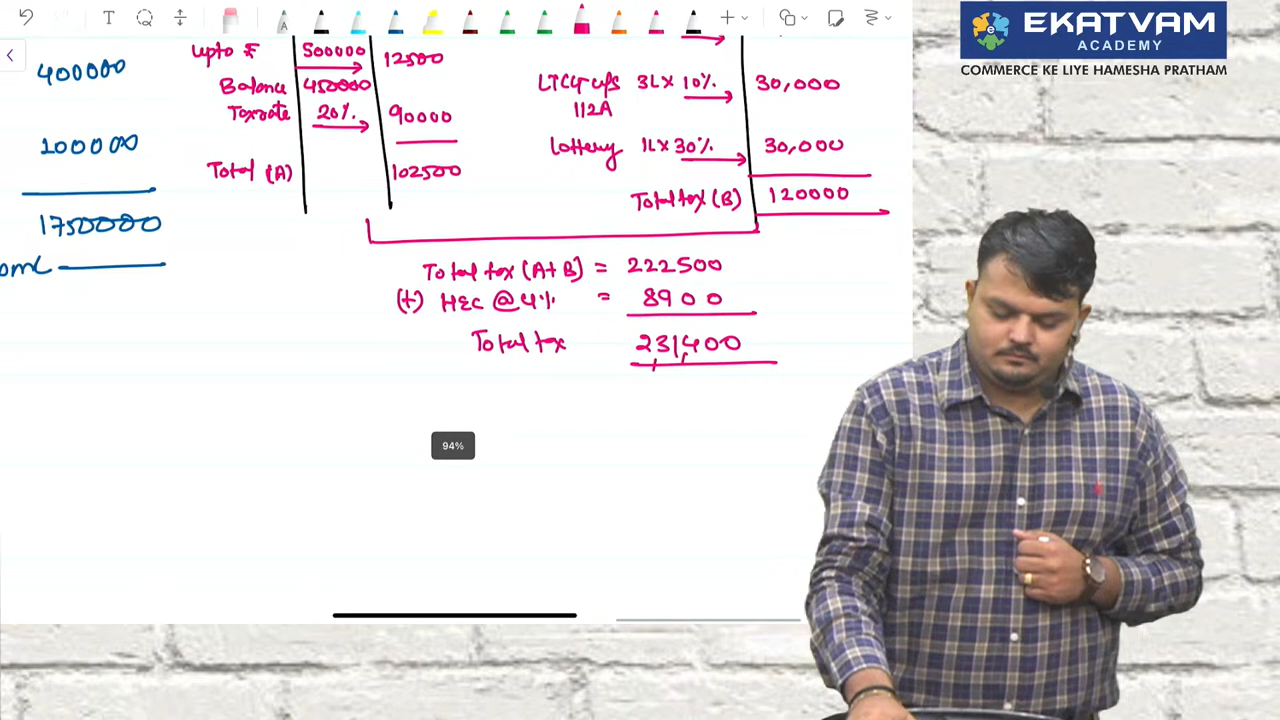 EKATVAM
ACADEMY
COMMERCE KE LIYE HAMESHA PRATHAM
T
A
400000
100000
1750000
upto ₹ 500000 12500
Balance 450000
Taxrate 20% 90000
Total (A) 102500
LTCG u/s 3L x 10% 30,000
112A
Lottery 1L x 30% 30,000
Total tax (B) 120000
Total tax (A+B) = 222500
(+) H&C @ 4% = 8900
Total tax 231400
94%